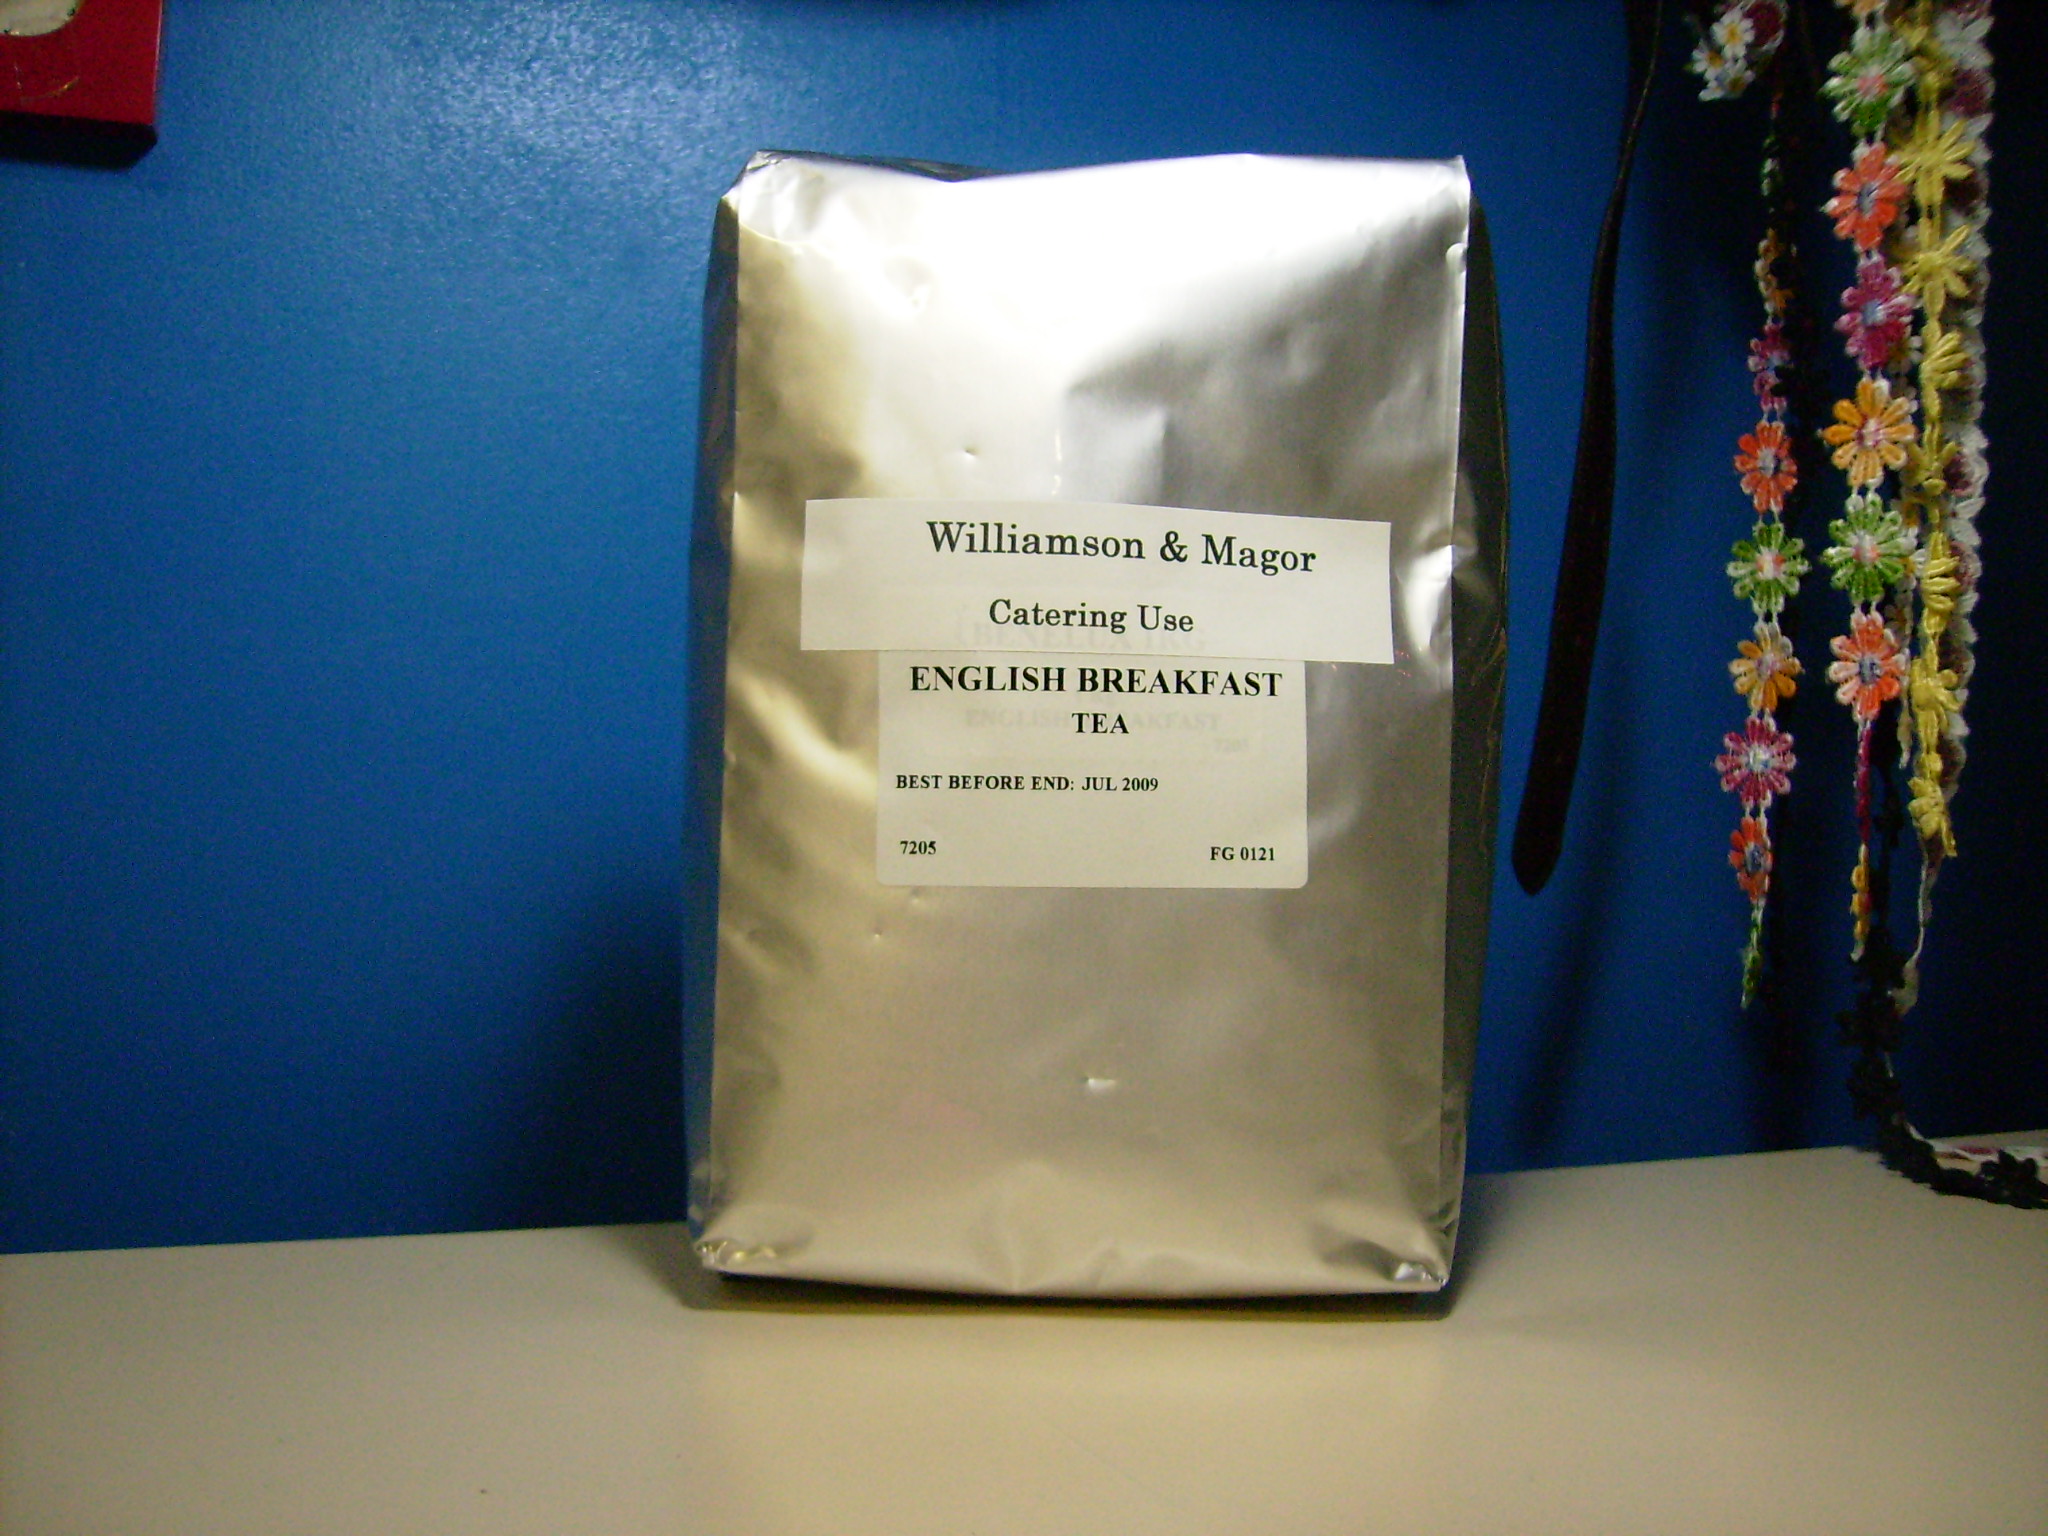 Williamson & Magor
Catering Use
ENGLISH BREAKFAST
TEA
BEST BEFORE END: JUL 2009
7205 FG 0121